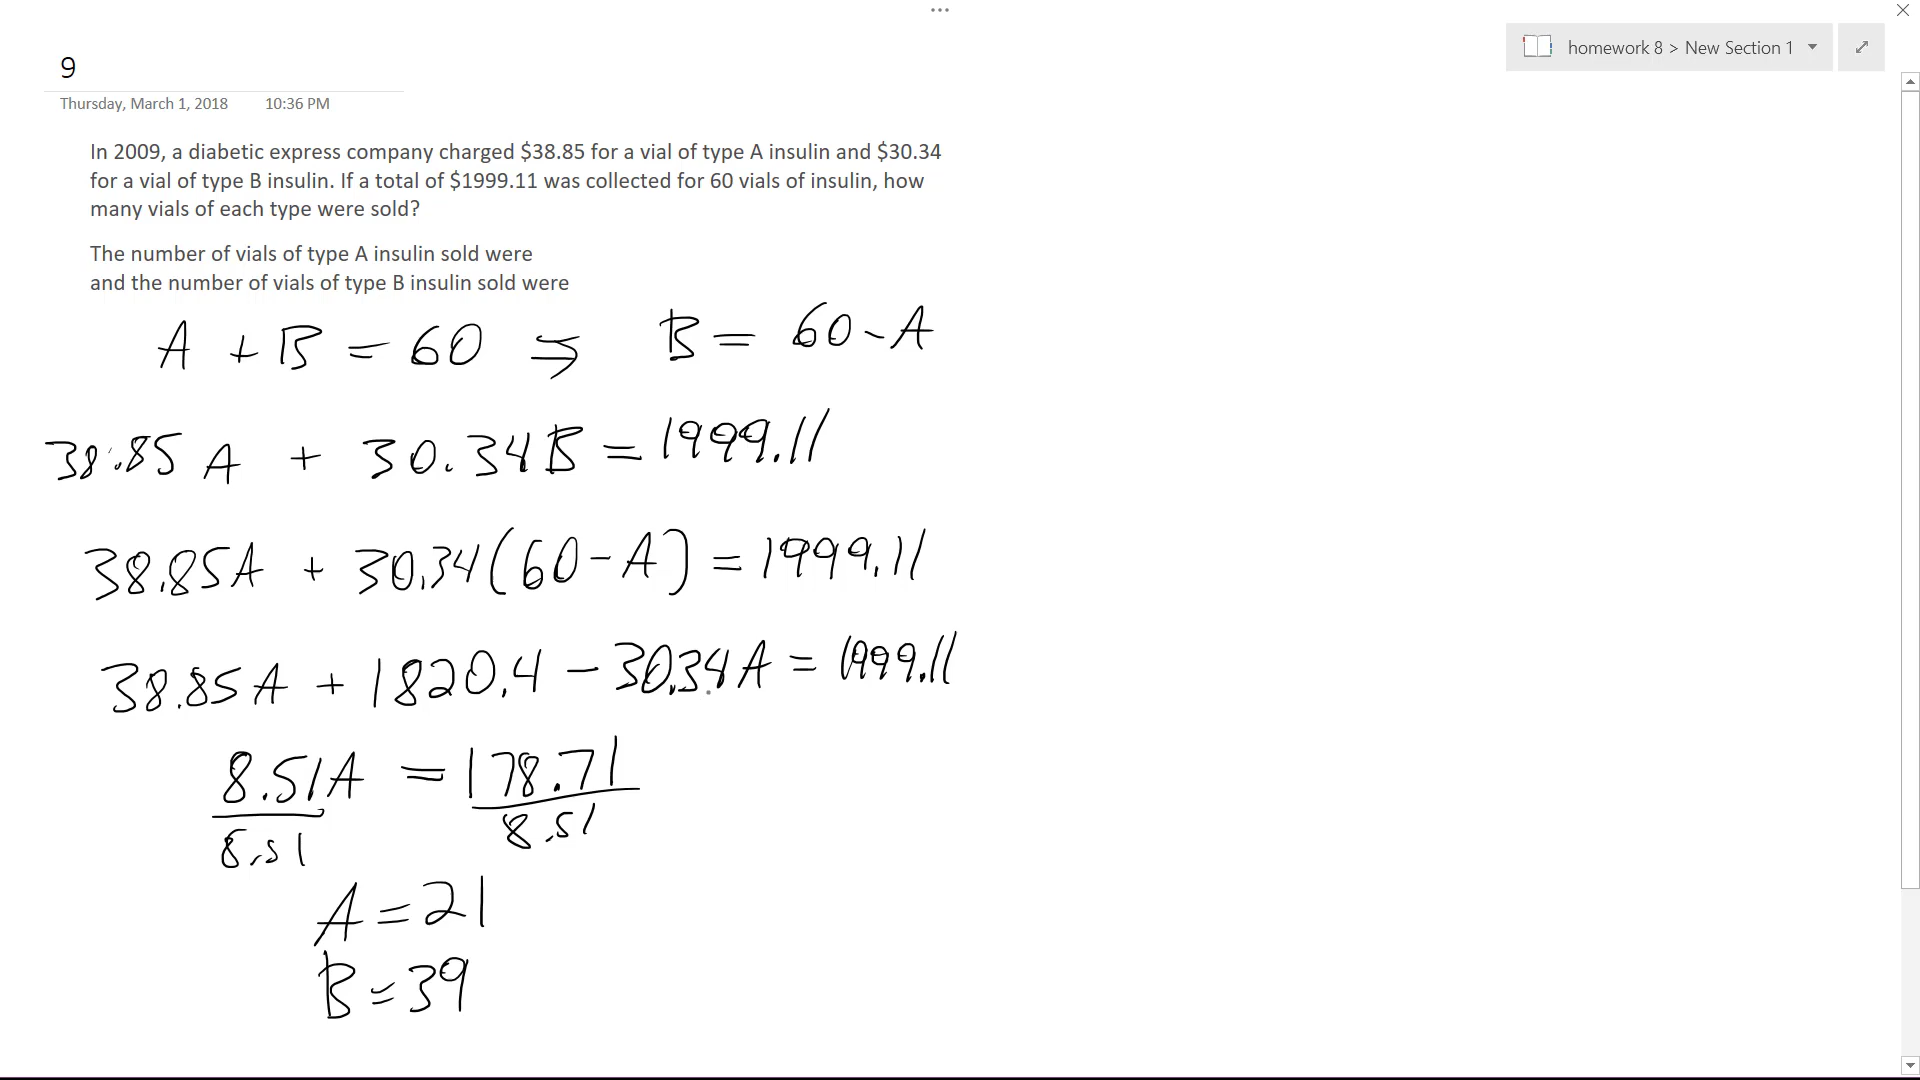 ...
homework 8 > New Section 1
9
Thursday, March 1, 2018 10:36 PM
In 2009, a diabetic express company charged $38.85 for a vial of type A insulin and $30.34
for a vial of type B insulin. If a total of $1999.11 was collected for 60 vials of insulin, how
many vials of each type were sold?
The number of vials of type A insulin sold were
and the number of vials of type B insulin sold were
A + B = 60 ⇒ B = 60 - A
38.85 A + 30.34B = 1999.11
38.85A + 30.34(60 - A) = 1999.11
38.85A + 1820.4 - 30.34A = 1999.11
8.51A = 178.71
8.51 8.51
A = 21
B = 39